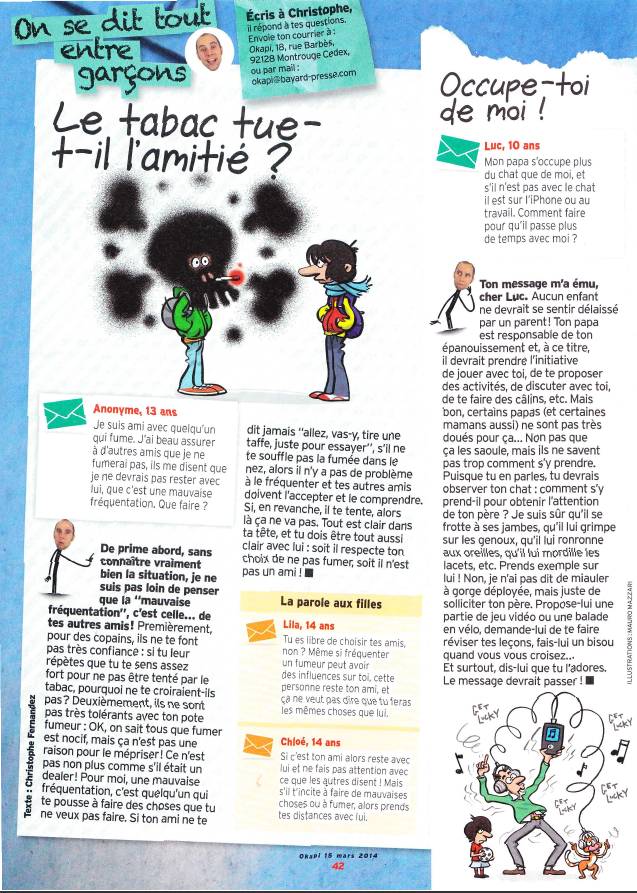 On se dit tout
entre
garçons
Écris à Christophe,
il répond à tes questions.
Envoie ton courrier à :
Okapi, 18, rue Barbès,
92128 Montrouge Cedex,
ou par mail :
okapi@bayard-presse.com
Le tabac tue-
t-il l'amitié ?
Anonyme, 13 ans
Je suis ami avec quelqu'un
qui fume. J'ai beau assurer
à d'autres amis que je ne
fumerai pas, ils me disent que
je ne devrais pas rester avec
lui, que c'est une mauvaise
fréquentation. Que faire ?
De prime abord, sans
connaître vraiment
bien la situation, je ne
suis pas loin de penser
que la "mauvaise
fréquentation", c'est celle... de
tes autres amis ! Premièrement,
pour des copains, ils ne te font
pas très confiance : si tu leur
répètes que tu te sens assez
fort pour ne pas être tenté par le
tabac, pourquoi ne te croiraient-ils
pas ? Deuxièmement, ils ne sont
pas très tolérants avec ton pote
fumeur : OK, on sait tous que fumer
est nocif, mais ça n'est pas une
raison pour le mépriser ! Ce n'est
pas non plus comme s'il était un
dealer ! Pour moi, une mauvaise
fréquentation, c'est quelqu'un qui
te pousse à faire des choses que tu
ne veux pas faire. Si ton ami ne te
dit jamais "allez, vas-y, tire une
taffe, juste pour essayer", s'il ne
te souffle pas la fumée dans le
nez, alors il n'y a pas de problème
à le fréquenter et tes autres amis
doivent l'accepter et le comprendre.
Si, en revanche, il te tente, alors
là ça ne va pas. Tout est clair dans
ta tête, et tu dois être tout aussi
clair avec lui : soit il respecte ton
choix de ne pas fumer, soit il n'est
pas un ami ! ■
La parole aux filles
Lila, 14 ans
Tu es libre de choisir tes amis,
non ? Même si fréquenter
un fumeur peut avoir
des influences sur toi, cette
personne reste ton ami, et
ça ne veut pas dire que tu feras
les mêmes choses que lui.
Chloé, 14 ans
Si c'est ton ami alors reste avec
lui et ne fais pas attention avec
ce que les autres disent ! Mais
s'il t'incite à faire de mauvaises
choses ou à fumer, alors prends
tes distances avec lui.
Texte : Christophe Fernandez
Occupe-toi
de moi !
Luc, 10 ans
Mon papa s'occupe plus
du chat que de moi, et
s'il n'est pas avec le chat
il est sur l'iPhone ou au
travail. Comment faire
pour qu'il passe plus
de temps avec moi ?
Ton message m'a ému,
cher Luc. Aucun enfant
ne devrait se sentir délaissé
par un parent ! Ton papa
est responsable de ton
épanouissement et, à ce titre,
il devrait prendre l'initiative
de jouer avec toi, de te proposer
des activités, de discuter avec toi,
de te faire des câlins, etc. Mais
bon, certains papas (et certaines
mamans aussi) ne sont pas très
doués pour ça... Non pas que
ça les saoule, mais ils ne savent
pas trop comment s'y prendre.
Puisque tu en parles, tu devrais
observer ton chat : comment s'y
prend-il pour obtenir l'attention
de ton père ? Je suis sûr qu'il se
frotte à ses jambes, qu'il lui grimpe
sur les genoux, qu'il lui ronronne
aux oreilles, qu'il lui mordille les
lacets, etc. Prends exemple sur
lui ! Non, je n'ai pas dit de miauler
à gorge déployée, mais juste de
solliciter ton père. Propose-lui une
partie de jeu vidéo ou une balade
en vélo, demande-lui de te faire
réviser tes leçons, fais-lui un bisou
quand vous vous croisez...
Et surtout, dis-lui que tu l'adores.
Le message devrait passer ! ■
ILLUSTRATIONS : MAURO MAZZARI
GET
LUCKY
GET
LUCKY
GET
LUCKY
GET
LUCKY
Okapi 15 mars 2014
42